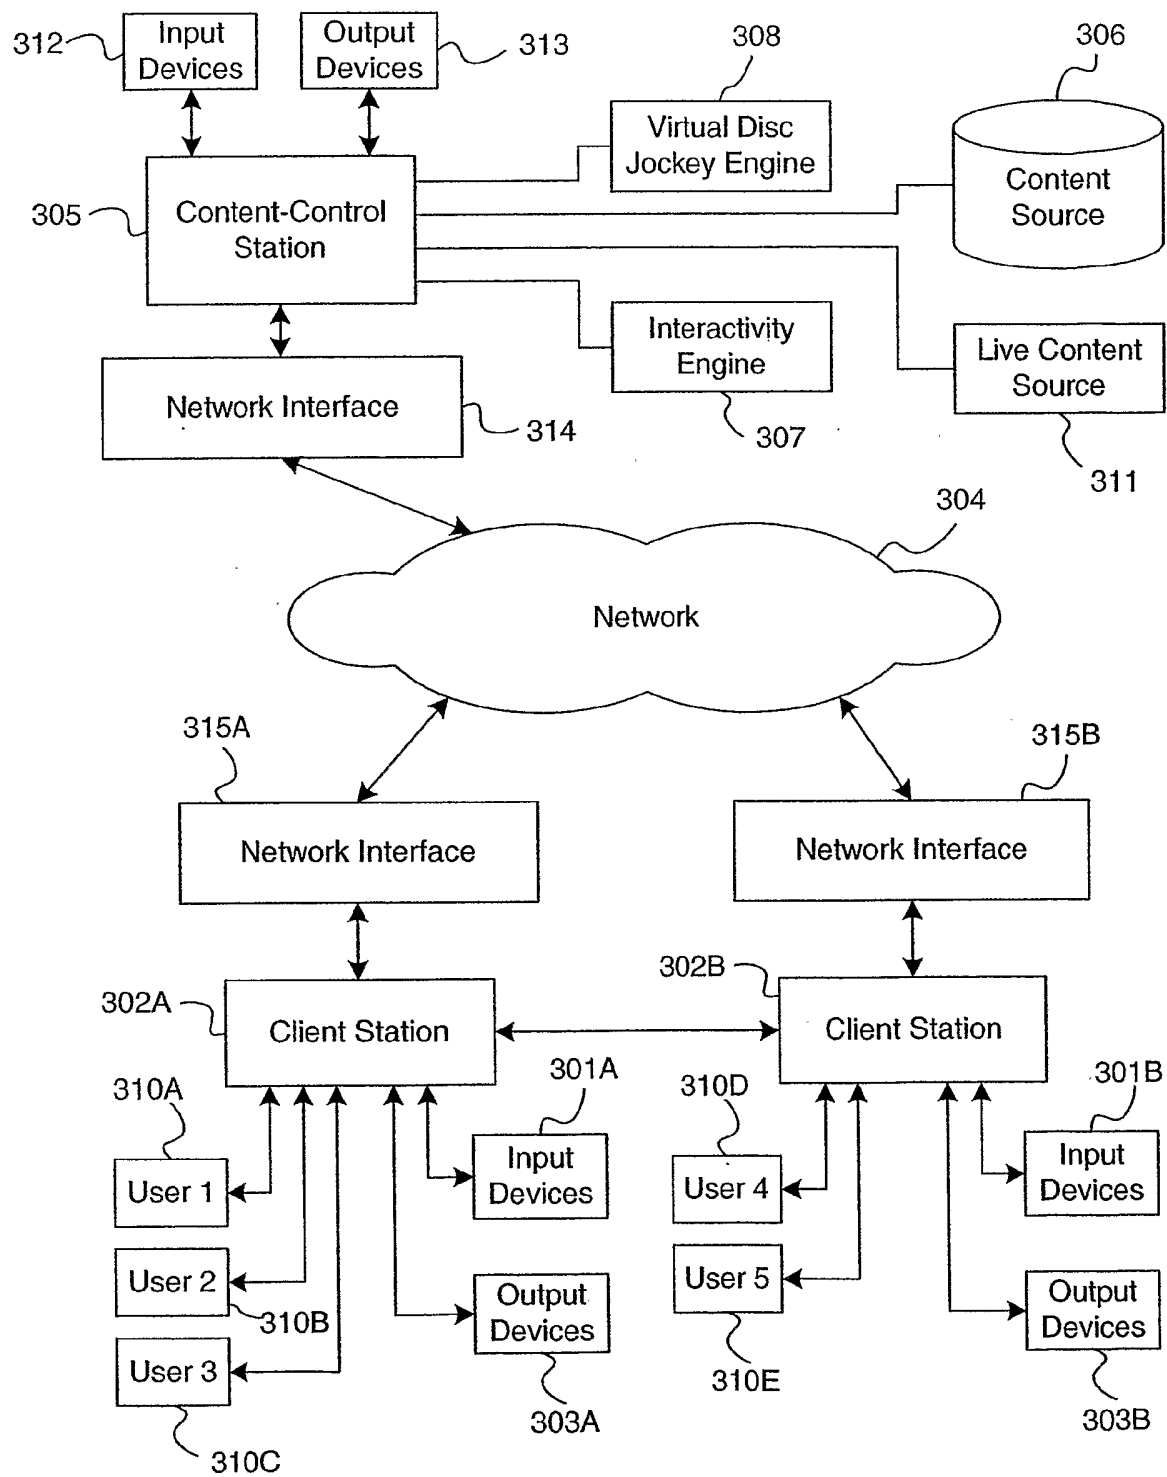 312
Input
Devices
Output
Devices
313
308
306
Virtual Disc
Jockey Engine
Content
Source
305
Content-Control
Station
Interactivity
Engine
Live Content
Source
Network Interface
314
307
311
304
Network
315A
315B
Network Interface
Network Interface
302A
Client Station
302B
Client Station
310A
301A
310D
301B
User 1
Input
Devices
User 4
Input
Devices
User 2
310B
User 5
Output
Devices
Output
Devices
User 3
310E
303A
303B
310C